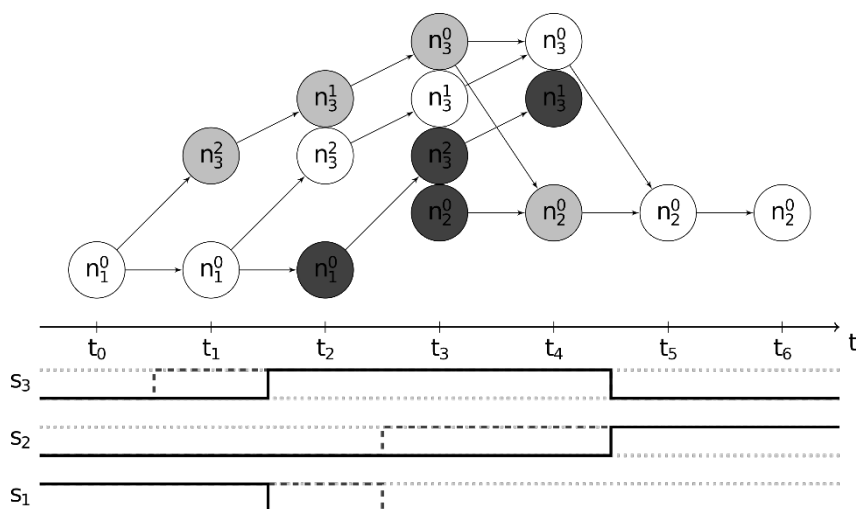 n₃⁰ n₃⁰
n₃¹ n₃¹ n₃¹
n₃² n₃² n₃²
n₂⁰ n₂⁰ n₂⁰ n₂⁰
n₁⁰ n₁⁰ n₁⁰
t₀ t₁ t₂ t₃ t₄ t₅ t₆ t
s₃
s₂
s₁